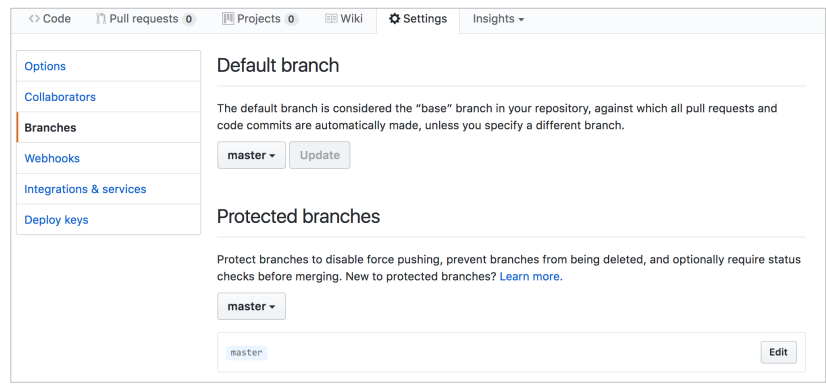 Code Pull requests 0 Projects 0 Wiki Settings Insights
Options
Collaborators
Branches
Webhooks
Integrations & services
Deploy keys
Default branch
The default branch is considered the “base” branch in your repository, against which all pull requests and
code commits are automatically made, unless you specify a different branch.
master Update
Protected branches
Protect branches to disable force pushing, prevent branches from being deleted, and optionally require status
checks before merging. New to protected branches? Learn more.
master
master Edit